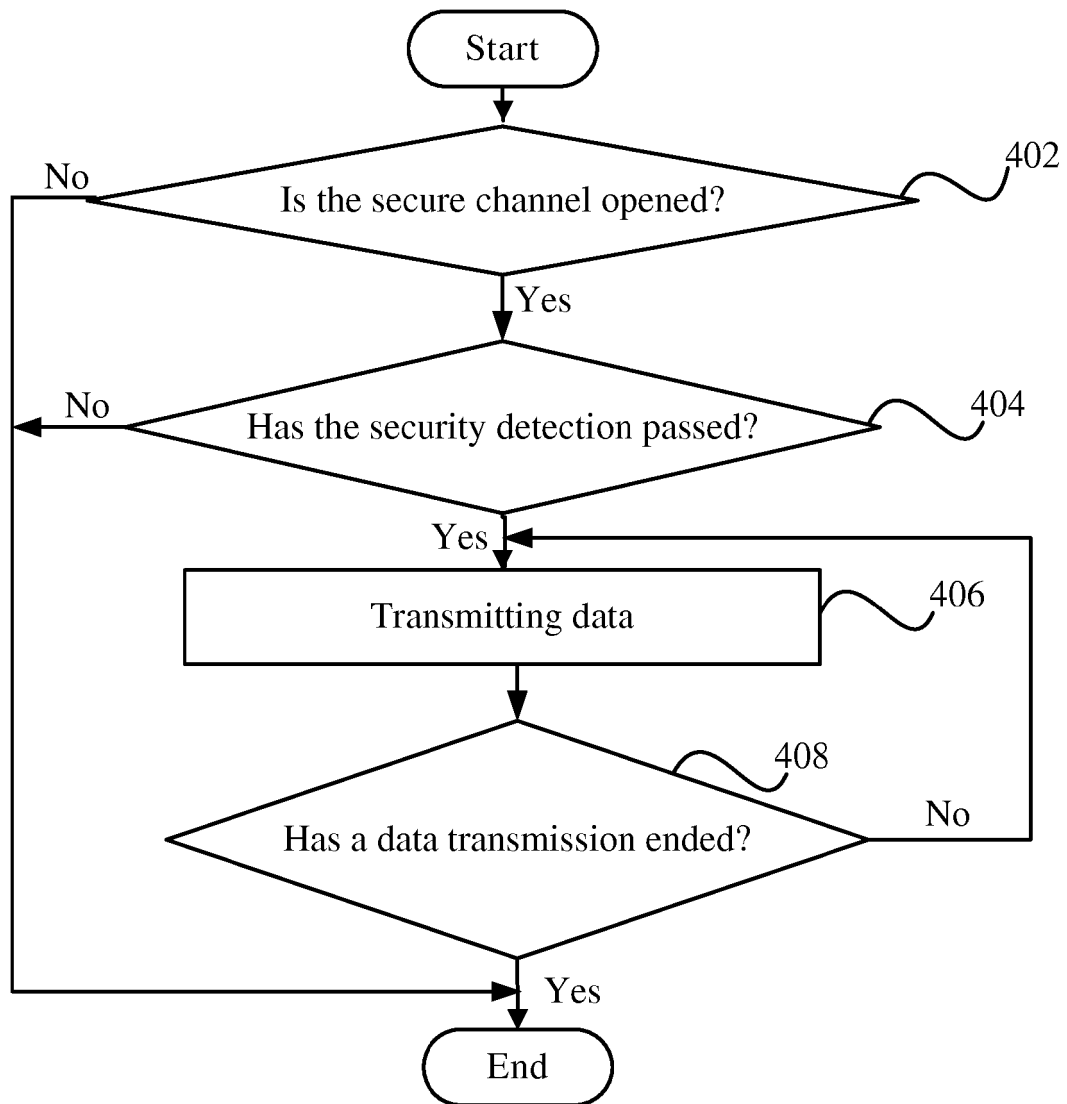 Start
402
No
Is the secure channel opened?
Yes
No
404
Has the security detection passed?
Yes
406
Transmitting data
408
No
Has a data transmission ended?
Yes
End